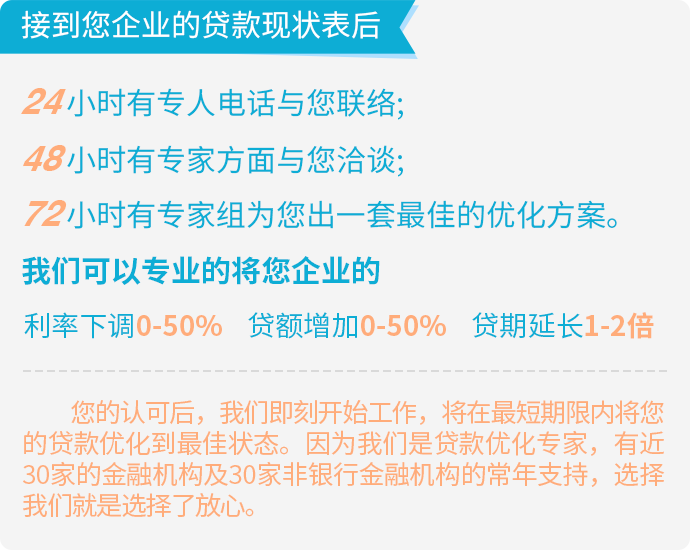 接到您企业的贷款现状表后
24小时有专人电话与您联络;
48小时有专家方面与您洽谈;
72小时有专家组为您出一套最佳的优化方案。
我们可以专业的将您企业的
利率下调0-50% 贷额增加0-50% 贷期延长1-2倍
您的认可后，我们即刻开始工作，将在最短期限内将您
的贷款优化到最佳状态。因为我们是贷款优化专家，有近
30家的金融机构及30家非银行金融机构的常年支持，选择
我们就是选择了放心。